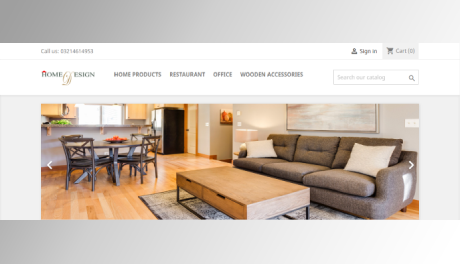 Call us: 03214614953
Sign in
Cart (0)
HOME DESIGN
HOME PRODUCTS
RESTAURANT
OFFICE
WOODEN ACCESSORIES
Search our catalog